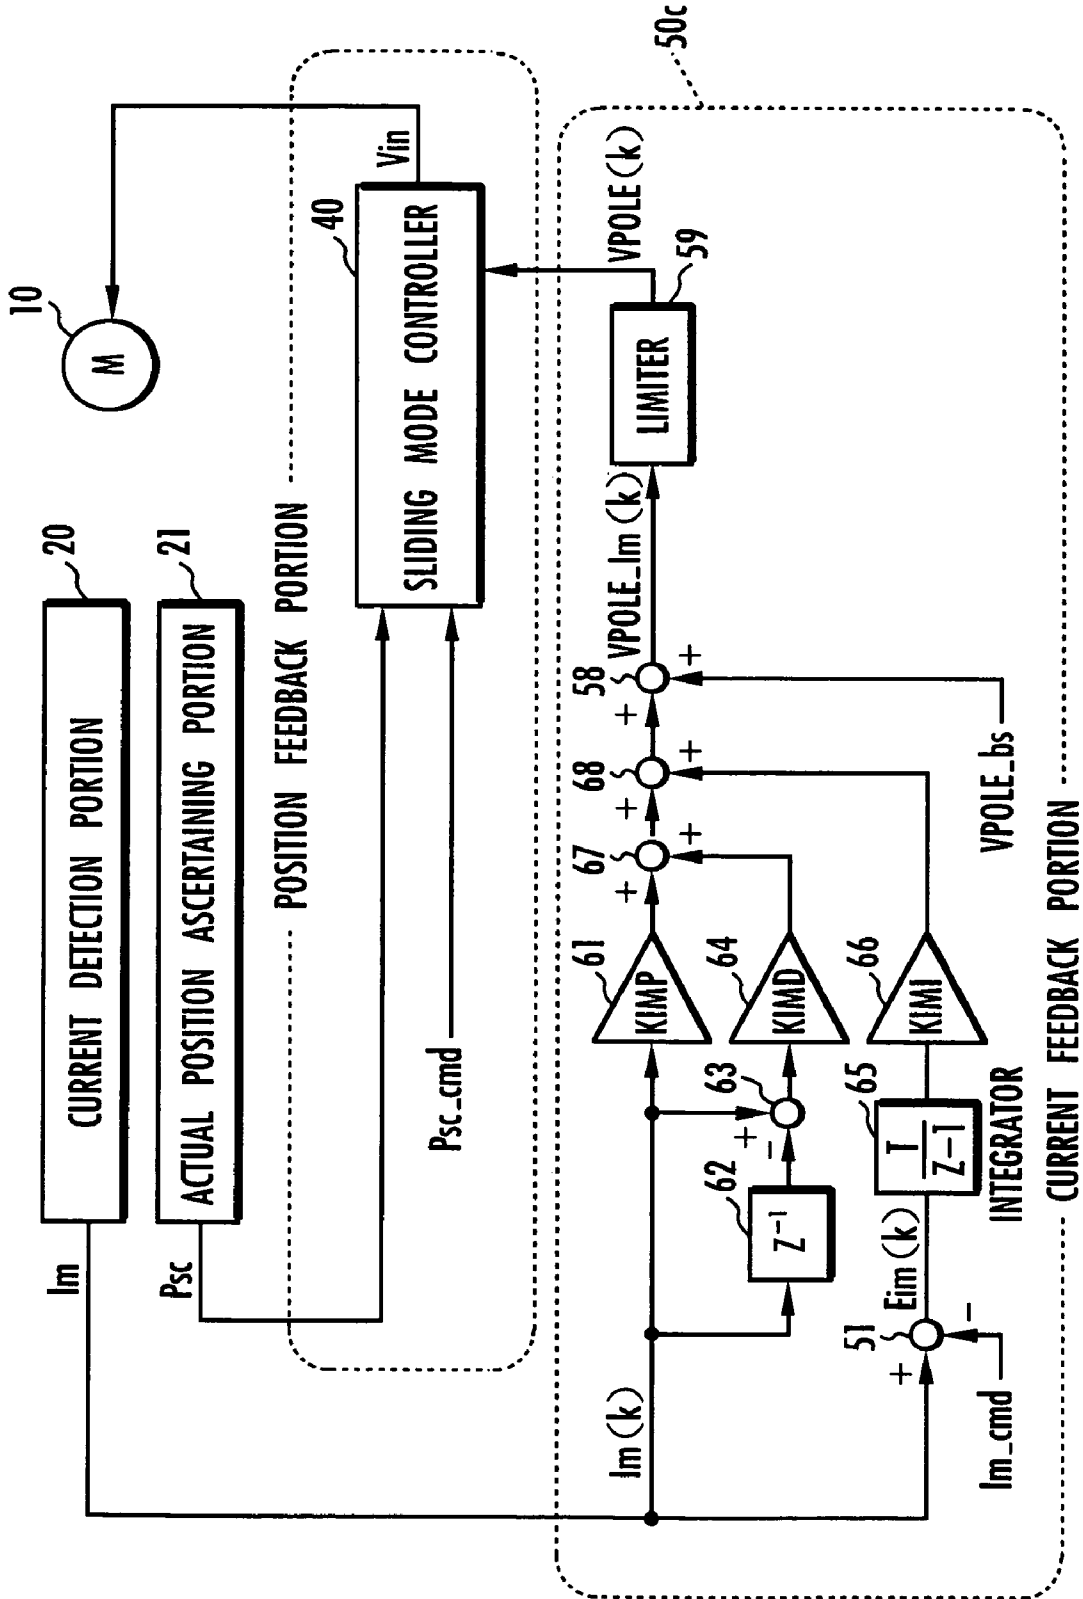 10
M
20
CURRENT DETECTION PORTION
Im
21
ACTUAL POSITION ASCERTAINING PORTION
Psc
POSITION FEEDBACK PORTION
40
SLIDING MODE CONTROLLER
Vin
Psc_cmd
50c
Im(k)
61
KIMP
67
68
58
VPOLE_Im(k)
LIMITER
59
VPOLE(k)
+
+
+
+
+
+
62
Z⁻¹
63
+
-
64
KIMD
51
+
-
Eim(k)
Im_cmd
65
T
Z-1
INTEGRATOR
66
KIMI
VPOLE_bs
CURRENT FEEDBACK PORTION